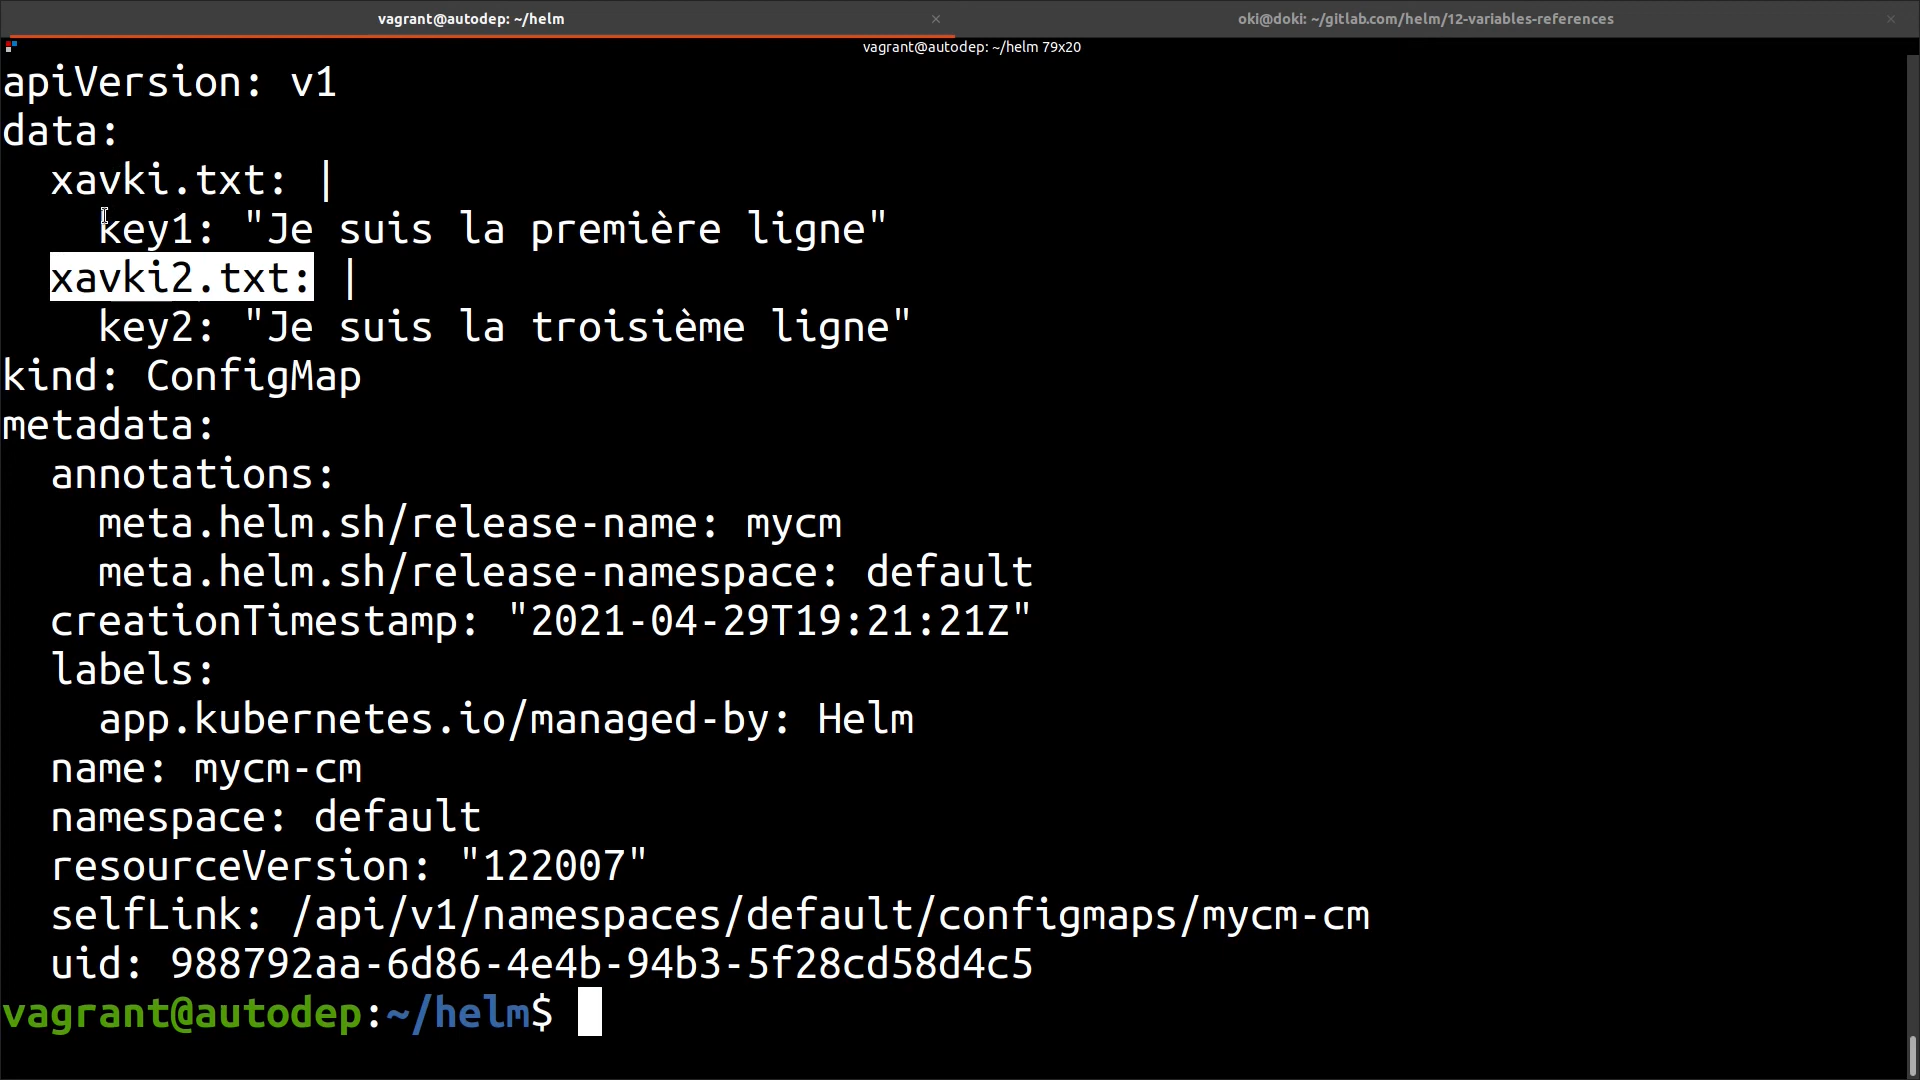 vagrant@autodep: ~/helm × oki@doki: ~/gitlab.com/helm/12-variables-references ×
vagrant@autodep: ~/helm 79x20
apiVersion: v1
data:
  xavki.txt: |
    key1: "Je suis la première ligne"
  xavki2.txt: |
    key2: "Je suis la troisième ligne"
kind: ConfigMap
metadata:
  annotations:
    meta.helm.sh/release-name: mycm
    meta.helm.sh/release-namespace: default
  creationTimestamp: "2021-04-29T19:21:21Z"
  labels:
    app.kubernetes.io/managed-by: Helm
  name: mycm-cm
  namespace: default
  resourceVersion: "122007"
  selfLink: /api/v1/namespaces/default/configmaps/mycm-cm
  uid: 988792aa-6d86-4e4b-94b3-5f28cd58d4c5
vagrant@autodep:~/helm$